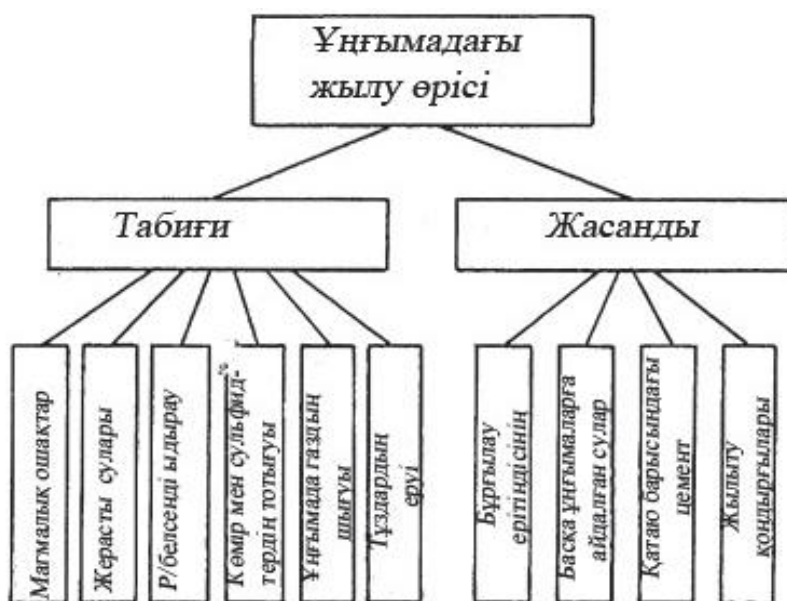 Ұңғымадағы
жылу өрісі
Табиғи
Жасанды
Магмалық ошақтар
Жерасты сулары
Р/белсенді ыдырау
Көмір мен сульфид-
тердің тотығуы
Ұңғымада газдың
шығуы
Тұздардың
еруі
Бұрғылау
ерітіндісінің
Басқа ұңғымаларға
айдалған сулар
Қатаю барысындағы
цемент
Жылыту
қондырғылары